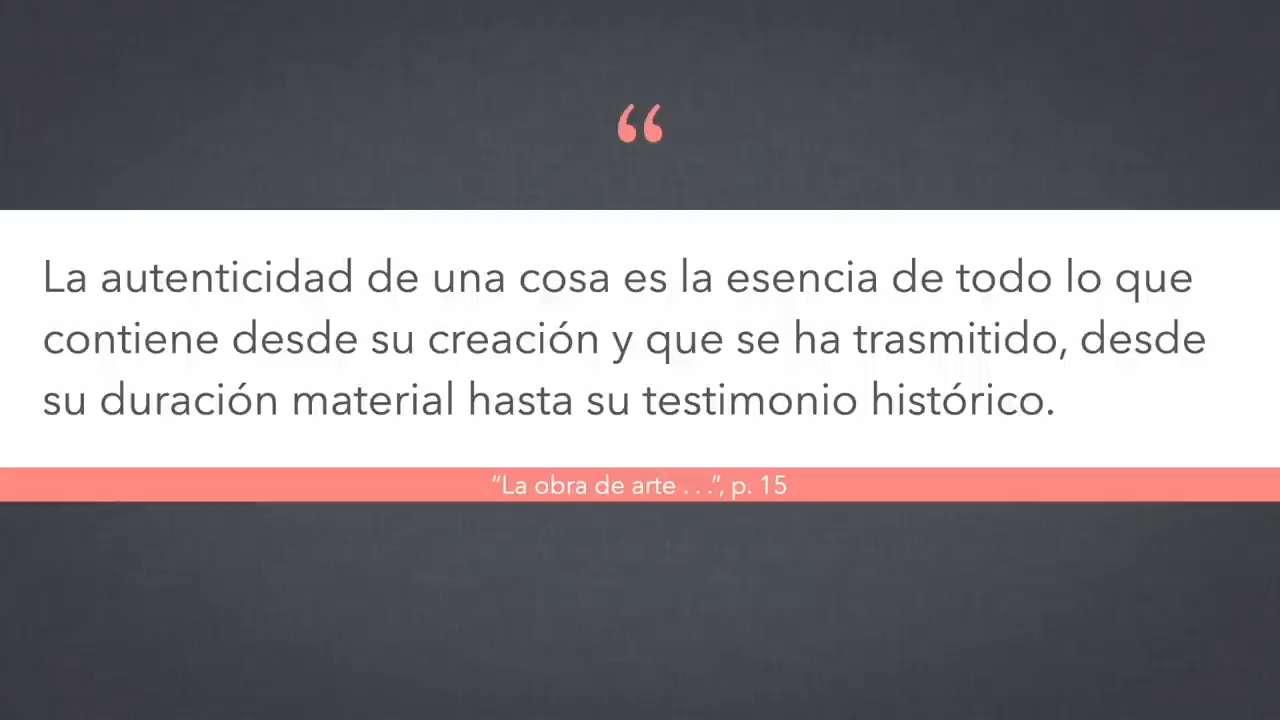 “
La autenticidad de una cosa es la esencia de todo lo que
contiene desde su creación y que se ha trasmitido, desde
su duración material hasta su testimonio histórico.
“La obra de arte . . .”, p. 15